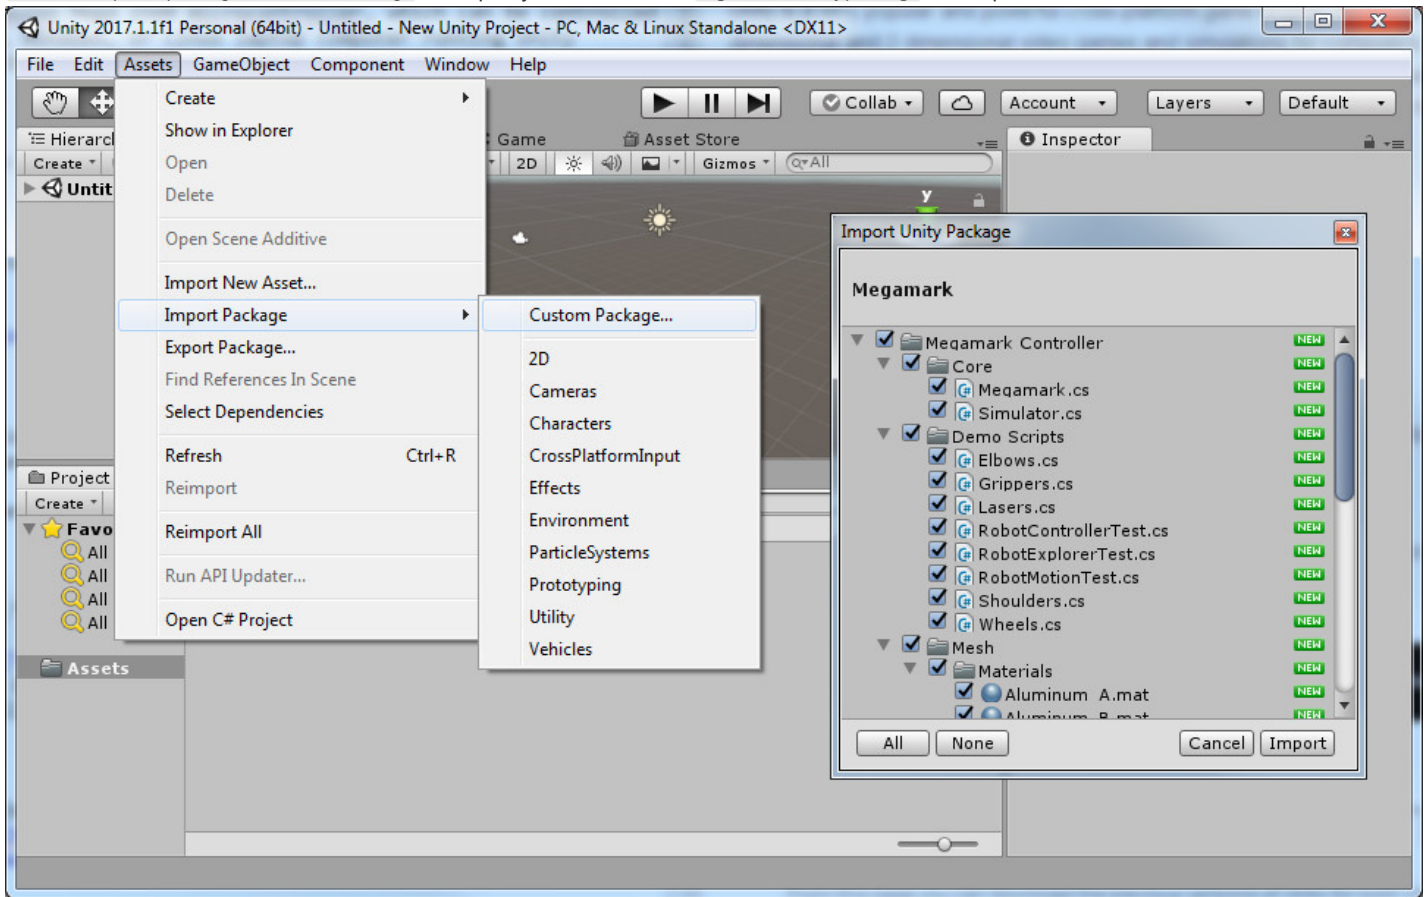 Unity 2017.1.1f1 Personal (64bit) - Untitled - New Unity Project - PC, Mac & Linux Standalone <DX11>
File Edit Assets GameObject Component Window Help
Collab Account Layers Default
Hierarcl Game Asset Store Inspector
Create 2D Gizmos All
Untit
Create
Show in Explorer
Open
Delete
Open Scene Additive
Import New Asset...
Import Package
Export Package...
Find References In Scene
Select Dependencies
Refresh Ctrl+R
Reimport
Reimport All
Run API Updater...
Open C# Project
Custom Package...
2D
Cameras
Characters
CrossPlatformInput
Effects
Environment
ParticleSystems
Prototyping
Utility
Vehicles
y
Project
Create
Favo
All
All
All
All
Assets
Import Unity Package
Megamark
Megamark Controller NEW
Core NEW
Megamark.cs NEW
Simulator.cs NEW
Demo Scripts NEW
Elbows.cs NEW
Grippers.cs NEW
Lasers.cs NEW
RobotControllerTest.cs NEW
RobotExplorerTest.cs NEW
RobotMotionTest.cs NEW
Shoulders.cs NEW
Wheels.cs NEW
Mesh NEW
Materials NEW
Aluminum_A.mat NEW
Aluminum_B.mat NEW
All None Cancel Import